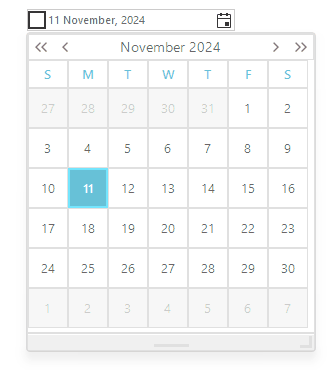 11 November, 2024
November 2024
S M T W T F S
27 28 29 30 31 1 2
3 4 5 6 7 8 9
10 11 12 13 14 15 16
17 18 19 20 21 22 23
24 25 26 27 28 29 30
1 2 3 4 5 6 7